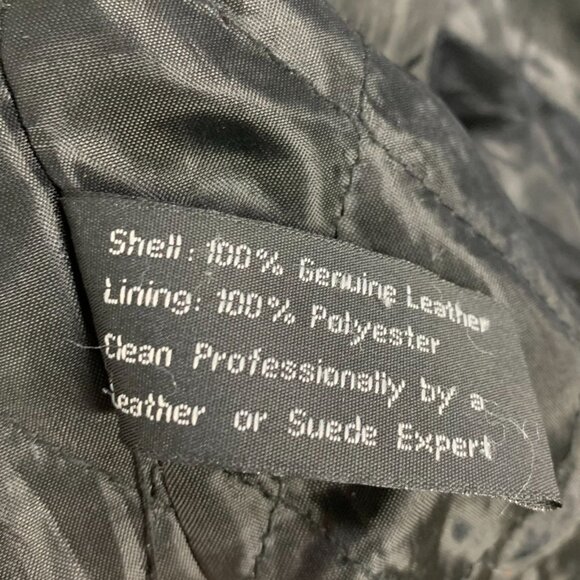 Shell: 100% Genuine Leather
Lining: 100% Polyester
Clean Professionally by a
Leather or Suede Expert